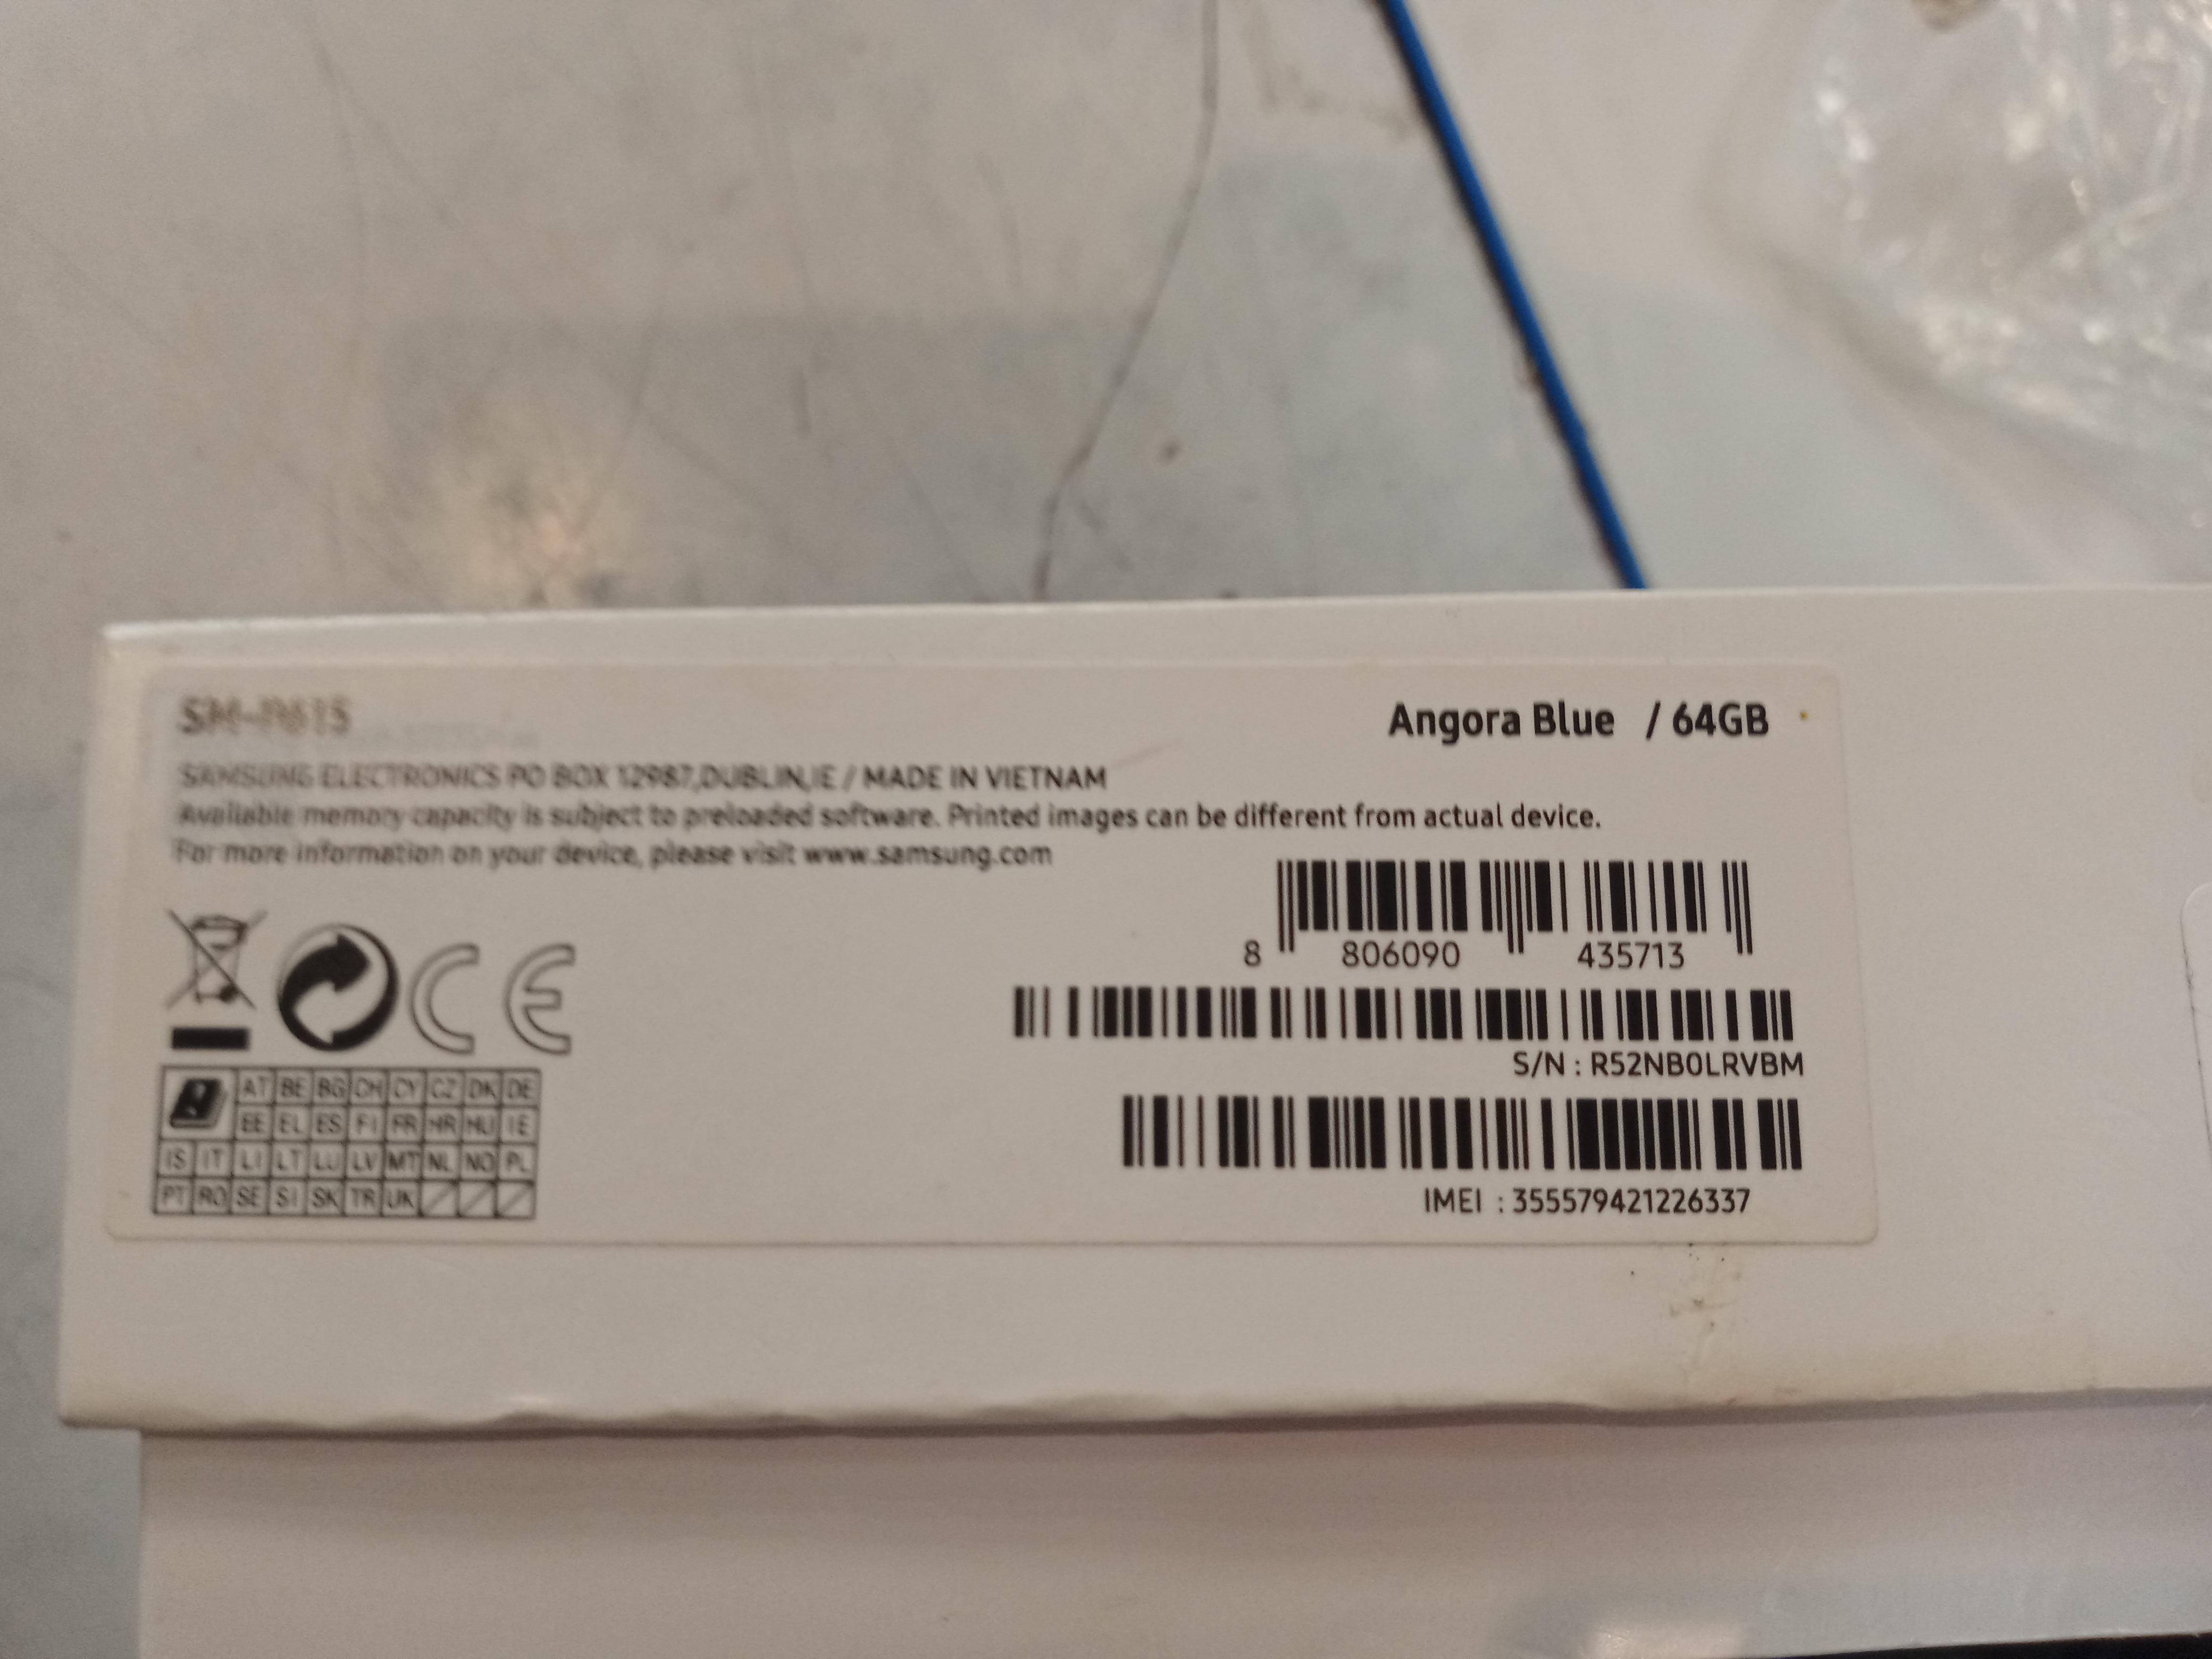 SM-P615
Angora Blue / 64GB
SAMSUNG ELECTRONICS PO BOX 12987,DUBLIN,IE / MADE IN VIETNAM
Available memory capacity is subject to preloaded software. Printed images can be different from actual device.
For more information on your device, please visit www.samsung.com
8 806090 435713
S/N : R52NB0LRVBM
IMEI : 355579421226337
CE
AT BE BG CH CY CZ DK DE
EE EL ES FI FR HR HU IE
IS IT LI LT LU LV MT NL NO PL
PT RO SE SI SK TR UK